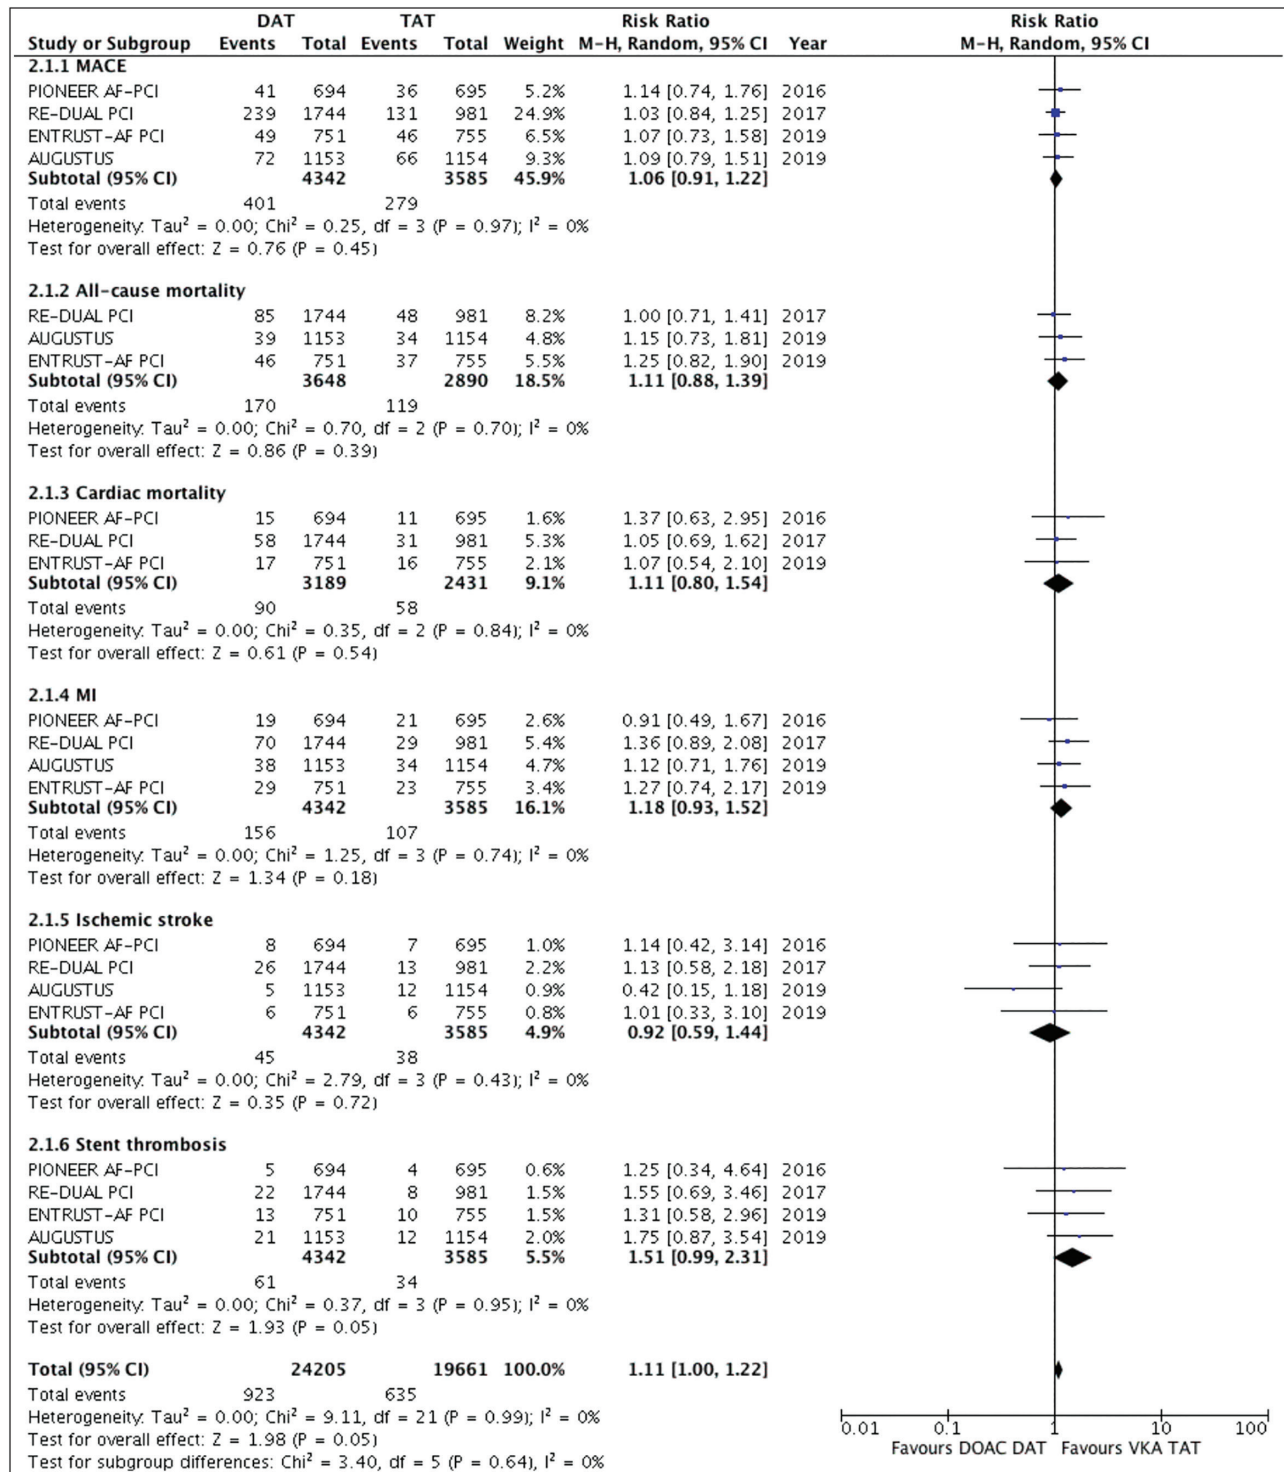 DAT TAT Risk Ratio Risk Ratio
Study or Subgroup Events Total Events Total Weight M-H, Random, 95% CI Year M-H, Random, 95% CI
2.1.1 MACE
PIONEER AF-PCI 41 694 36 695 5.2% 1.14 [0.74, 1.76] 2016
RE-DUAL PCI 239 1744 131 981 24.9% 1.03 [0.84, 1.25] 2017
ENTRUST-AF PCI 49 751 46 755 6.5% 1.07 [0.73, 1.58] 2019
AUGUSTUS 72 1153 66 1154 9.3% 1.09 [0.79, 1.51] 2019
Subtotal (95% CI) 4342 3585 45.9% 1.06 [0.91, 1.22]
Total events 401 279
Heterogeneity: Tau² = 0.00; Chi² = 0.25, df = 3 (P = 0.97); I² = 0%
Test for overall effect: Z = 0.76 (P = 0.45)
2.1.2 All-cause mortality
RE-DUAL PCI 85 1744 48 981 8.2% 1.00 [0.71, 1.41] 2017
AUGUSTUS 39 1153 34 1154 4.8% 1.15 [0.73, 1.81] 2019
ENTRUST-AF PCI 46 751 37 755 5.5% 1.25 [0.82, 1.90] 2019
Subtotal (95% CI) 3648 2890 18.5% 1.11 [0.88, 1.39]
Total events 170 119
Heterogeneity: Tau² = 0.00; Chi² = 0.70, df = 2 (P = 0.70); I² = 0%
Test for overall effect: Z = 0.86 (P = 0.39)
2.1.3 Cardiac mortality
PIONEER AF-PCI 15 694 11 695 1.6% 1.37 [0.63, 2.95] 2016
RE-DUAL PCI 58 1744 31 981 5.3% 1.05 [0.69, 1.62] 2017
ENTRUST-AF PCI 17 751 16 755 2.1% 1.07 [0.54, 2.10] 2019
Subtotal (95% CI) 3189 2431 9.1% 1.11 [0.80, 1.54]
Total events 90 58
Heterogeneity: Tau² = 0.00; Chi² = 0.35, df = 2 (P = 0.84); I² = 0%
Test for overall effect: Z = 0.61 (P = 0.54)
2.1.4 MI
PIONEER AF-PCI 19 694 21 695 2.6% 0.91 [0.49, 1.67] 2016
RE-DUAL PCI 70 1744 29 981 5.4% 1.36 [0.89, 2.08] 2017
AUGUSTUS 38 1153 34 1154 4.7% 1.12 [0.71, 1.76] 2019
ENTRUST-AF PCI 29 751 23 755 3.4% 1.27 [0.74, 2.17] 2019
Subtotal (95% CI) 4342 3585 16.1% 1.18 [0.93, 1.52]
Total events 156 107
Heterogeneity: Tau² = 0.00; Chi² = 1.25, df = 3 (P = 0.74); I² = 0%
Test for overall effect: Z = 1.34 (P = 0.18)
2.1.5 Ischemic stroke
PIONEER AF-PCI 8 694 7 695 1.0% 1.14 [0.42, 3.14] 2016
RE-DUAL PCI 26 1744 13 981 2.2% 1.13 [0.58, 2.18] 2017
AUGUSTUS 5 1153 12 1154 0.9% 0.42 [0.15, 1.18] 2019
ENTRUST-AF PCI 6 751 6 755 0.8% 1.01 [0.33, 3.10] 2019
Subtotal (95% CI) 4342 3585 4.9% 0.92 [0.59, 1.44]
Total events 45 38
Heterogeneity: Tau² = 0.00; Chi² = 2.79, df = 3 (P = 0.43); I² = 0%
Test for overall effect: Z = 0.35 (P = 0.72)
2.1.6 Stent thrombosis
PIONEER AF-PCI 5 694 4 695 0.6% 1.25 [0.34, 4.64] 2016
RE-DUAL PCI 22 1744 8 981 1.5% 1.55 [0.69, 3.46] 2017
ENTRUST-AF PCI 13 751 10 755 1.5% 1.31 [0.58, 2.96] 2019
AUGUSTUS 21 1153 12 1154 2.0% 1.75 [0.87, 3.54] 2019
Subtotal (95% CI) 4342 3585 5.5% 1.51 [0.99, 2.31]
Total events 61 34
Heterogeneity: Tau² = 0.00; Chi² = 0.37, df = 3 (P = 0.95); I² = 0%
Test for overall effect: Z = 1.93 (P = 0.05)
Total (95% CI) 24205 19661 100.0% 1.11 [1.00, 1.22]
Total events 923 635
Heterogeneity: Tau² = 0.00; Chi² = 9.11, df = 21 (P = 0.99); I² = 0%
Test for overall effect: Z = 1.98 (P = 0.05)
Test for subgroup differences: Chi² = 3.40, df = 5 (P = 0.64), I² = 0%
0.01 0.1 1 10 100
Favours DOAC DAT Favours VKA TAT